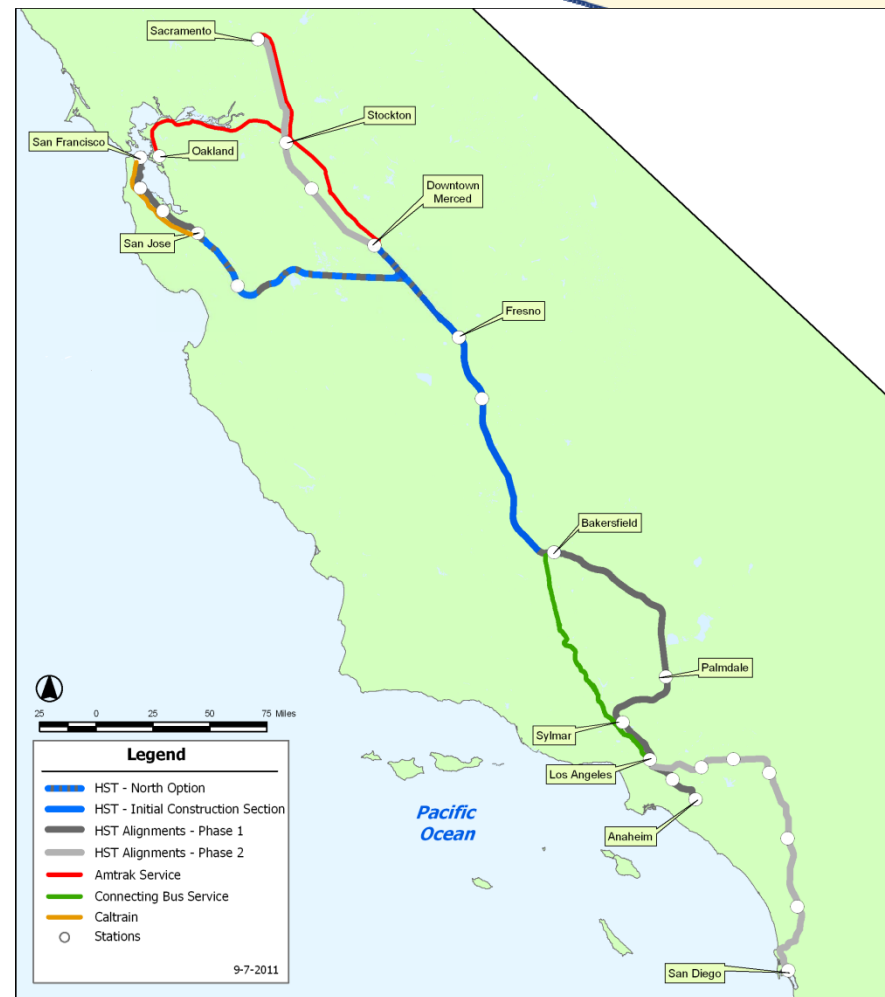 Sacramento
Stockton
San Francisco
Oakland
Downtown
Merced
San Jose
Fresno
Bakersfield
Palmdale
Sylmar
Los Angeles
Anaheim
Pacific
Ocean
San Diego
25 0 25 50 75 Miles
Legend
HST - North Option
HST - Initial Construction Section
HST Alignments - Phase 1
HST Alignments - Phase 2
Amtrak Service
Connecting Bus Service
Caltrain
Stations
9-7-2011